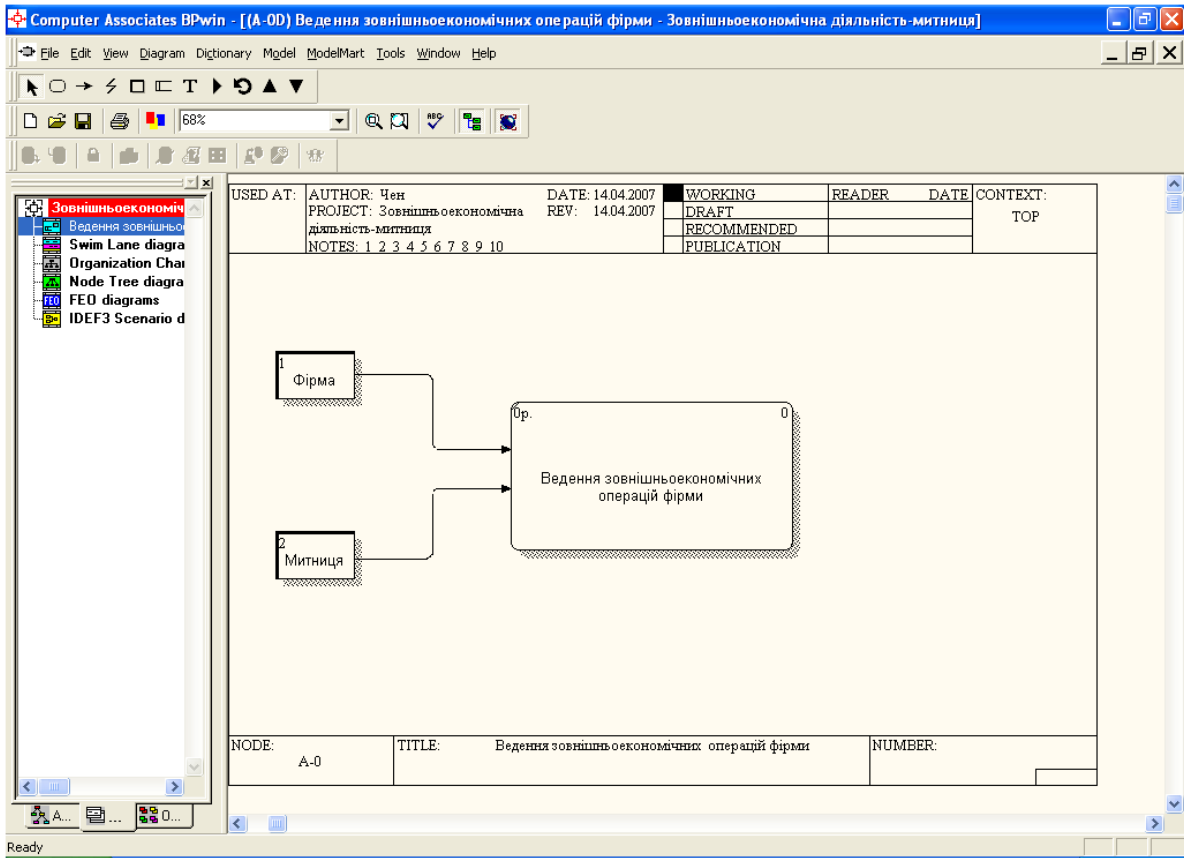 Computer Associates BPwin - [(A-0D) Ведення зовнішньоекономічних операцій фірми - Зовнішньоекономічна діяльність-митниця]
File Edit View Diagram Dictionary Model ModelMart Tools Window Help
68%
ABC
Зовнішньоекономіч
Ведення зовнішньо
Swim Lane diagra
Organization Char
Node Tree diagra
FEO FEO diagrams
IDEF3 Scenario d
A... ... O...
USED AT: AUTHOR: Чен DATE: 14.04.2007 WORKING READER DATE CONTEXT:
PROJECT: Зовнішньоекономічна REV: 14.04.2007 DRAFT TOP
діяльність-митниця RECOMMENDED
NOTES: 1 2 3 4 5 6 7 8 9 10 PUBLICATION
1
Фірма
0р. 0
Ведення зовнішньоекономічних
операцій фірми
2
Митниця
NODE: TITLE: Ведення зовнішньоекономічних операцій фірми NUMBER:
A-0
Ready